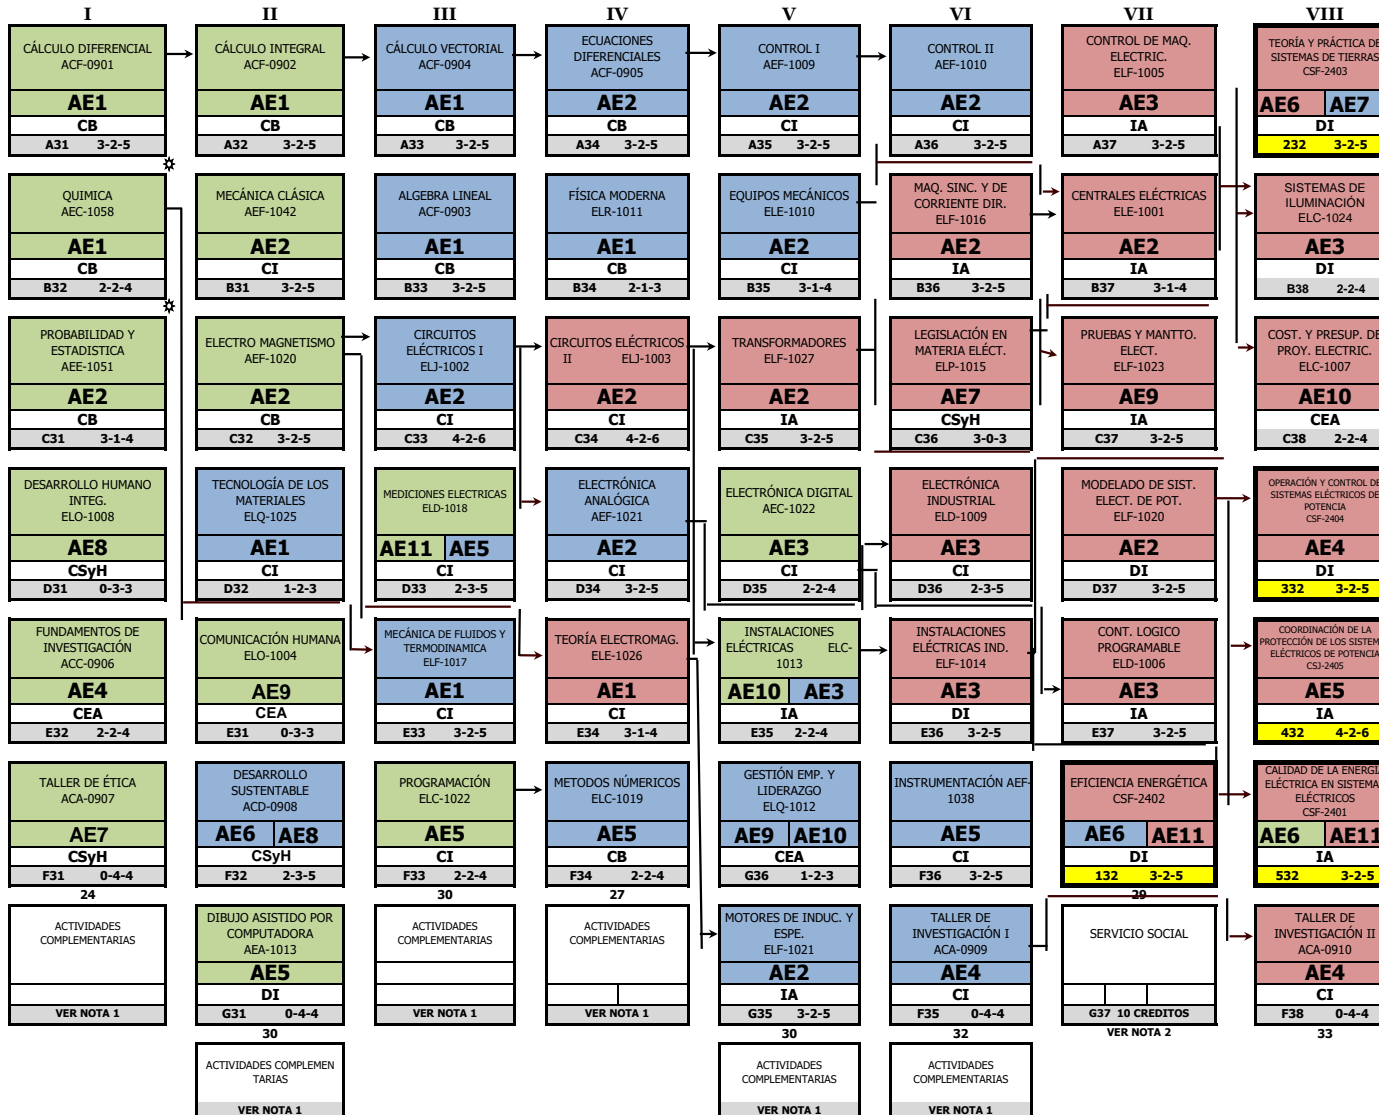 I
II
III
IV
V
VI
VII
VIII
CÁLCULO DIFERENCIAL
ACF-0901
AE1
CB
A31 3-2-5
CÁLCULO INTEGRAL
ACF-0902
AE1
CB
A32 3-2-5
CÁLCULO VECTORIAL
ACF-0904
AE1
CB
A33 3-2-5
ECUACIONES
DIFERENCIALES
ACF-0905
AE2
CB
A34 3-2-5
CONTROL I
AEF-1009
AE2
CI
A35 3-2-5
CONTROL II
AEF-1010
AE2
CI
A36 3-2-5
CONTROL DE MAQ.
ELECTRIC.
ELF-1005
AE3
IA
A37 3-2-5
TEORÍA Y PRÁCTICA DE
SISTEMAS DE TIERRAS
CSF-2403
AE6 AE7
DI
232 3-2-5
QUIMICA
AEC-1058
AE1
CB
B32 2-2-4
MECÁNICA CLÁSICA
AEF-1042
AE2
CI
B31 3-2-5
ALGEBRA LINEAL
ACF-0903
AE1
CB
B33 3-2-5
FÍSICA MODERNA
ELR-1011
AE1
CB
B34 2-1-3
EQUIPOS MECÁNICOS
ELE-1010
AE2
CI
B35 3-1-4
MAQ. SINC. Y DE
CORRIENTE DIR.
ELF-1016
AE2
IA
B36 3-2-5
CENTRALES ELÉCTRICAS
ELE-1001
AE2
IA
B37 3-1-4
SISTEMAS DE
ILUMINACIÓN
ELC-1024
AE3
DI
B38 2-2-4
PROBABILIDAD Y
ESTADISTICA
AEE-1051
AE2
CB
C31 3-1-4
ELECTRO MAGNETISMO
AEF-1020
AE2
CB
C32 3-2-5
CIRCUITOS
ELÉCTRICOS I
ELJ-1002
AE2
CI
C33 4-2-6
CIRCUITOS ELÉCTRICOS
II ELJ-1003
AE2
CI
C34 4-2-6
TRANSFORMADORES
ELF-1027
AE2
IA
C35 3-2-5
LEGISLACIÓN EN
MATERIA ELÉCT.
ELP-1015
AE7
CSyH
C36 3-0-3
PRUEBAS Y MANTTO.
ELECT.
ELF-1023
AE9
IA
C37 3-2-5
COST. Y PRESUP. DE
PROY. ELECTRIC.
ELC-1007
AE10
CEA
C38 2-2-4
DESARROLLO HUMANO
INTEG.
ELO-1008
AE8
CSyH
D31 0-3-3
TECNOLOGÍA DE LOS
MATERIALES
ELQ-1025
AE1
CI
D32 1-2-3
MEDICIONES ELECTRICAS
ELD-1018
AE11 AE5
CI
D33 2-3-5
ELECTRÓNICA
ANALÓGICA
AEF-1021
AE2
CI
D34 3-2-5
ELECTRÓNICA DIGITAL
AEC-1022
AE3
CI
D35 2-2-4
ELECTRÓNICA
INDUSTRIAL
ELD-1009
AE3
CI
D36 2-3-5
MODELADO DE SIST.
ELECT. DE POT.
ELF-1020
AE2
DI
D37 3-2-5
OPERACIÓN Y CONTROL DE
SISTEMAS ELÉCTRICOS DE
POTENCIA
CSF-2404
AE4
DI
332 3-2-5
FUNDAMENTOS DE
INVESTIGACIÓN
ACC-0906
AE4
CEA
E32 2-2-4
COMUNICACIÓN HUMANA
ELO-1004
AE9
CEA
E31 0-3-3
MECÁNICA DE FLUIDOS Y
TERMODINAMICA
ELF-1017
AE1
CI
E33 3-2-5
TEORÍA ELECTROMAG.
ELE-1026
AE1
CI
E34 3-1-4
INSTALACIONES
ELÉCTRICAS ELC-
1013
AE10 AE3
IA
E35 2-2-4
INSTALACIONES
ELÉCTRICAS IND.
ELF-1014
AE3
DI
E36 3-2-5
CONT. LOGICO
PROGRAMABLE
ELD-1006
AE3
IA
E37 3-2-5
COORDINACIÓN DE LA
PROTECCIÓN DE LOS SISTEM
ELÉCTRICOS DE POTENCIA
CSJ-2405
AE5
IA
432 4-2-6
TALLER DE ÉTICA
ACA-0907
AE7
CSyH
F31 0-4-4
24
DESARROLLO
SUSTENTABLE
ACD-0908
AE6 AE8
CSyH
F32 2-3-5
PROGRAMACIÓN
ELC-1022
AE5
CI
F33 2-2-4
30
METODOS NÚMERICOS
ELC-1019
AE5
CB
F34 2-2-4
27
GESTIÓN EMP. Y
LIDERAZGO
ELQ-1012
AE9 AE10
CEA
G36 1-2-3
INSTRUMENTACIÓN AEF-
1038
AE5
CI
F36 3-2-5
EFICIENCIA ENERGÉTICA
CSF-2402
AE6 AE11
DI
132 3-2-5
29
CALIDAD DE LA ENERGIA
ELÉCTRICA EN SISTEMA
ELÉCTRICOS
CSF-2401
AE6 AE11
IA
532 3-2-5
ACTIVIDADES
COMPLEMENTARIAS
VER NOTA 1
DIBUJO ASISTIDO POR
COMPUTADORA
AEA-1013
AE5
DI
G31 0-4-4
30
ACTIVIDADES
COMPLEMENTARIAS
VER NOTA 1
ACTIVIDADES
COMPLEMENTARIAS
VER NOTA 1
MOTORES DE INDUC. Y
ESPE.
ELF-1021
AE2
IA
G35 3-2-5
30
TALLER DE
INVESTIGACIÓN I
ACA-0909
AE4
CI
F35 0-4-4
32
SERVICIO SOCIAL
G37 10 CREDITOS
VER NOTA 2
TALLER DE
INVESTIGACIÓN II
ACA-0910
AE4
CI
F38 0-4-4
33
ACTIVIDADES COMPLEMEN
TARIAS
VER NOTA 1
ACTIVIDADES
COMPLEMENTARIAS
VER NOTA 1
ACTIVIDADES
COMPLEMENTARIAS
VER NOTA 1